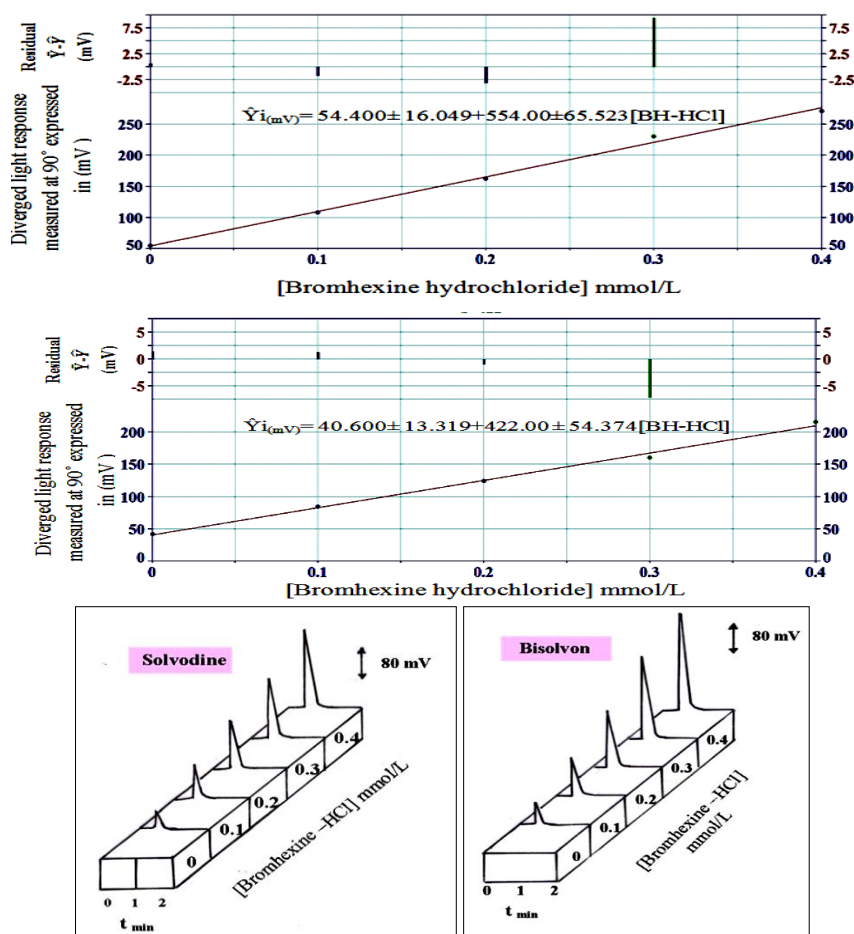 7.5
2.5
-2.5
Residual
Ȳ-Ŷ
(mV)
7.5
2.5
-2.5
Ŷi(mV)= 54.400± 16.049+554.00±65.523[BH-HCl]
Diverged light response
measured at 90° expressed
in (mV )
250
200
150
100
50
250
200
150
100
50
0 0.1 0.2 0.3 0.4
[Bromhexine hydrochloride] mmol/L
Residual
Ȳ-Ŷ
(mV)
5
0
-5
5
0
-5
Ŷi(mV)= 40.600± 13.319+422.00 ± 54.374[BH-HCl]
Diverged light response
measured at 90° expressed
in (mV )
200
150
100
50
0
200
150
100
50
0
0 0.1 0.2 0.3 0.4
[Bromhexine hydrochloride] mmol/L
Solvodine
80 mV
0.4
0.3
0.2
0.1
0
[Bromhexine –HCl] mmol/L
0 1 2
t min
Bisolvon
80 mV
0.4
0.3
0.2
0.1
0
[Bromhexine –HCl]
mmol/L
0 1 2
t min